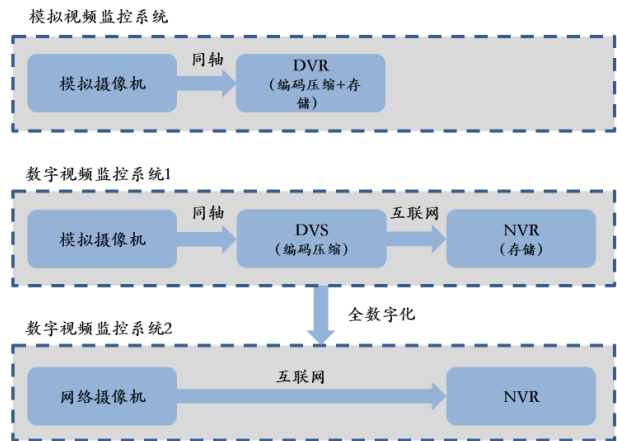 模拟视频监控系统
同轴
模拟摄像机
DVR
(编码压缩+存
储)
数字视频监控系统1
同轴
互联网
模拟摄像机
DVS
(编码压缩)
NVR
(存储)
全数字化
数字视频监控系统2
互联网
网络摄像机
NVR